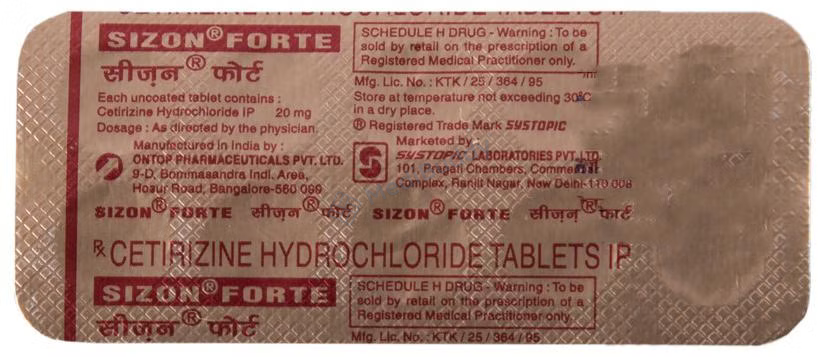 CETIRIZINE HYDROCHLORIDE TABLETS IP
SIZON® FORTE
सीज़न® फोर्ट
Each uncoated tablet contains :
Cetirizine Hydrochloride IP 20 mg
Dosage : As directed by the physician.
Manufactured in India by :
ONTOP PHARMACEUTICALS PVT. LTD.
9-D, Bommasandra Indl. Area,
Hosur Road, Bangalore-560 099
SCHEDULE H DRUG - Warning : To be
sold by retail on the prescription of a
Registered Medical Practitioner only.
Mfg. Lic. No. : KTK / 25 / 364 / 95
Store at temperature not exceeding 30°C
in a dry place.
® Registered Trade Mark SYSTOPIC
Marketed by :
SYSTOPIC LABORATORIES PVT. LTD.
101, Pragati Chambers,
Complex, Ranjit Nagar, New Delhi-110 008
SIZON® FORTE सीज़न® फोर्ट SIZON® FORTE सीज़न® फोर्ट
Rx CETIRIZINE HYDROCHLORIDE TABLETS IP
SIZON® FORTE
सीज़न® फोर्ट
SCHEDULE H DRUG - Warning : To be
sold by retail on the prescription of a
Registered Medical Practitioner only.
Mfg. Lic. No. : KTK / 25 / 364 / 95